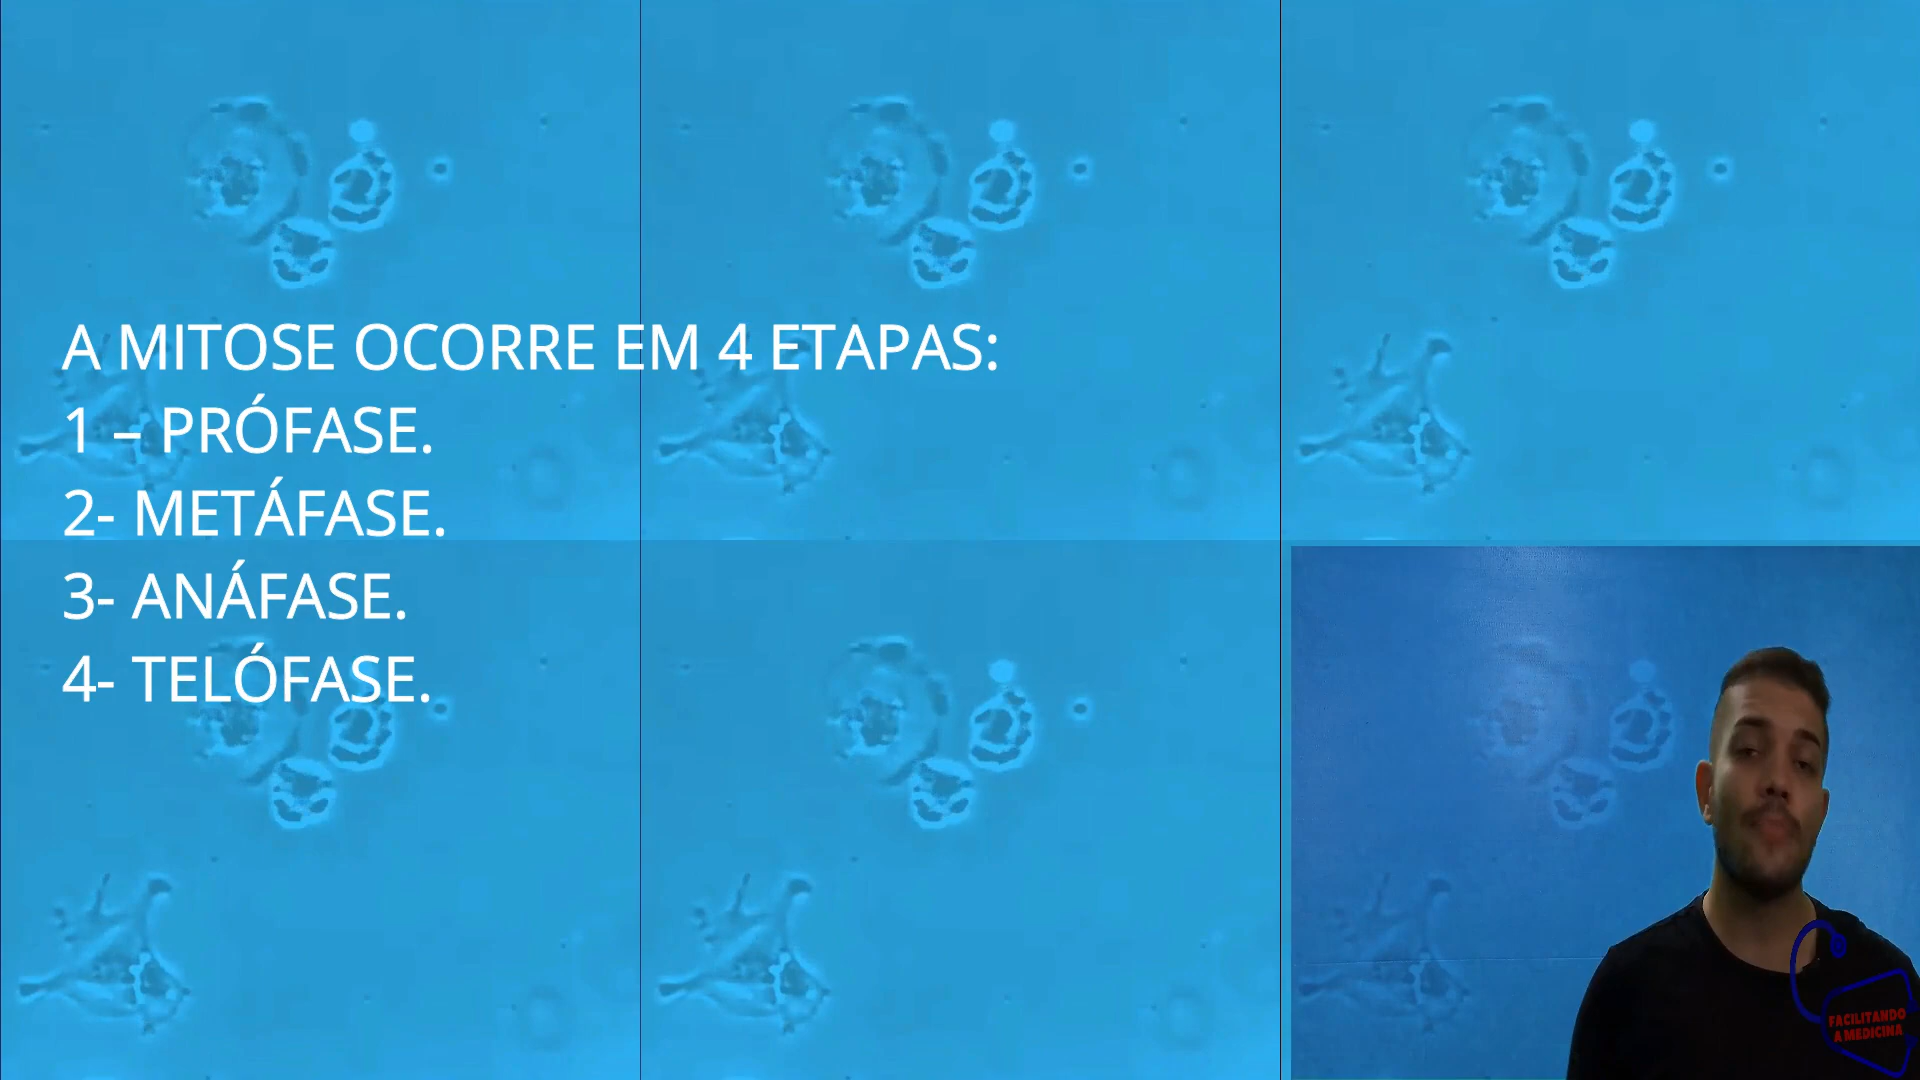 A MITOSE OCORRE EM 4 ETAPAS:
1 – PRÓFASE.
2- METÁFASE.
3- ANÁFASE.
4- TELÓFASE.
FACILITANDO
A MEDICINA